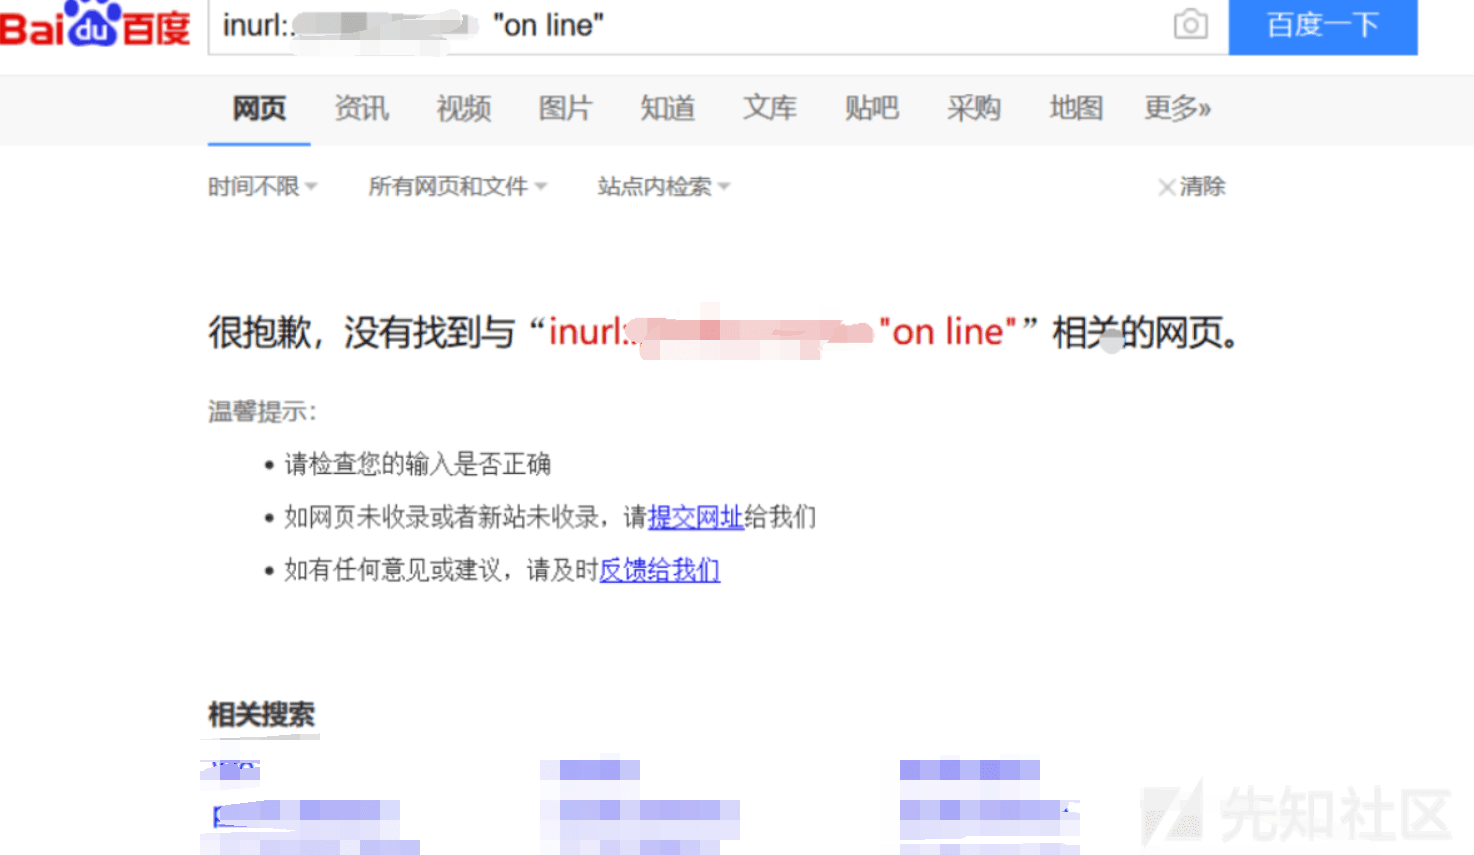 Bai du 百度 inurl:. "on line" 百度一下
网页 资讯 视频 图片 知道 文库 贴吧 采购 地图 更多»
时间不限 所有网页和文件 站点内检索 ×清除
很抱歉，没有找到与“inurl: "on line"”相关的网页。
温馨提示：
• 请检查您的输入是否正确
• 如网页未收录或者新站未收录，请提交网址给我们
• 如有任何意见或建议，请及时反馈给我们
相关搜索
先知社区